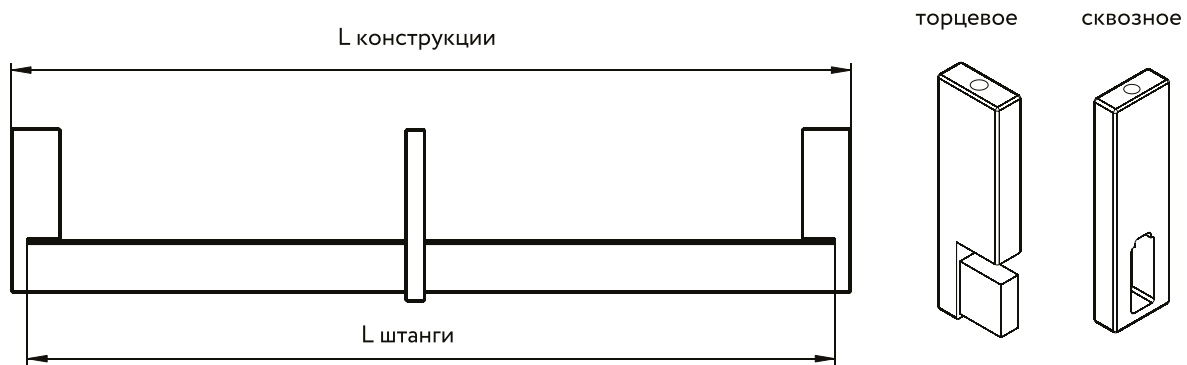 торцевое
сквозное
L конструкции
L штанги